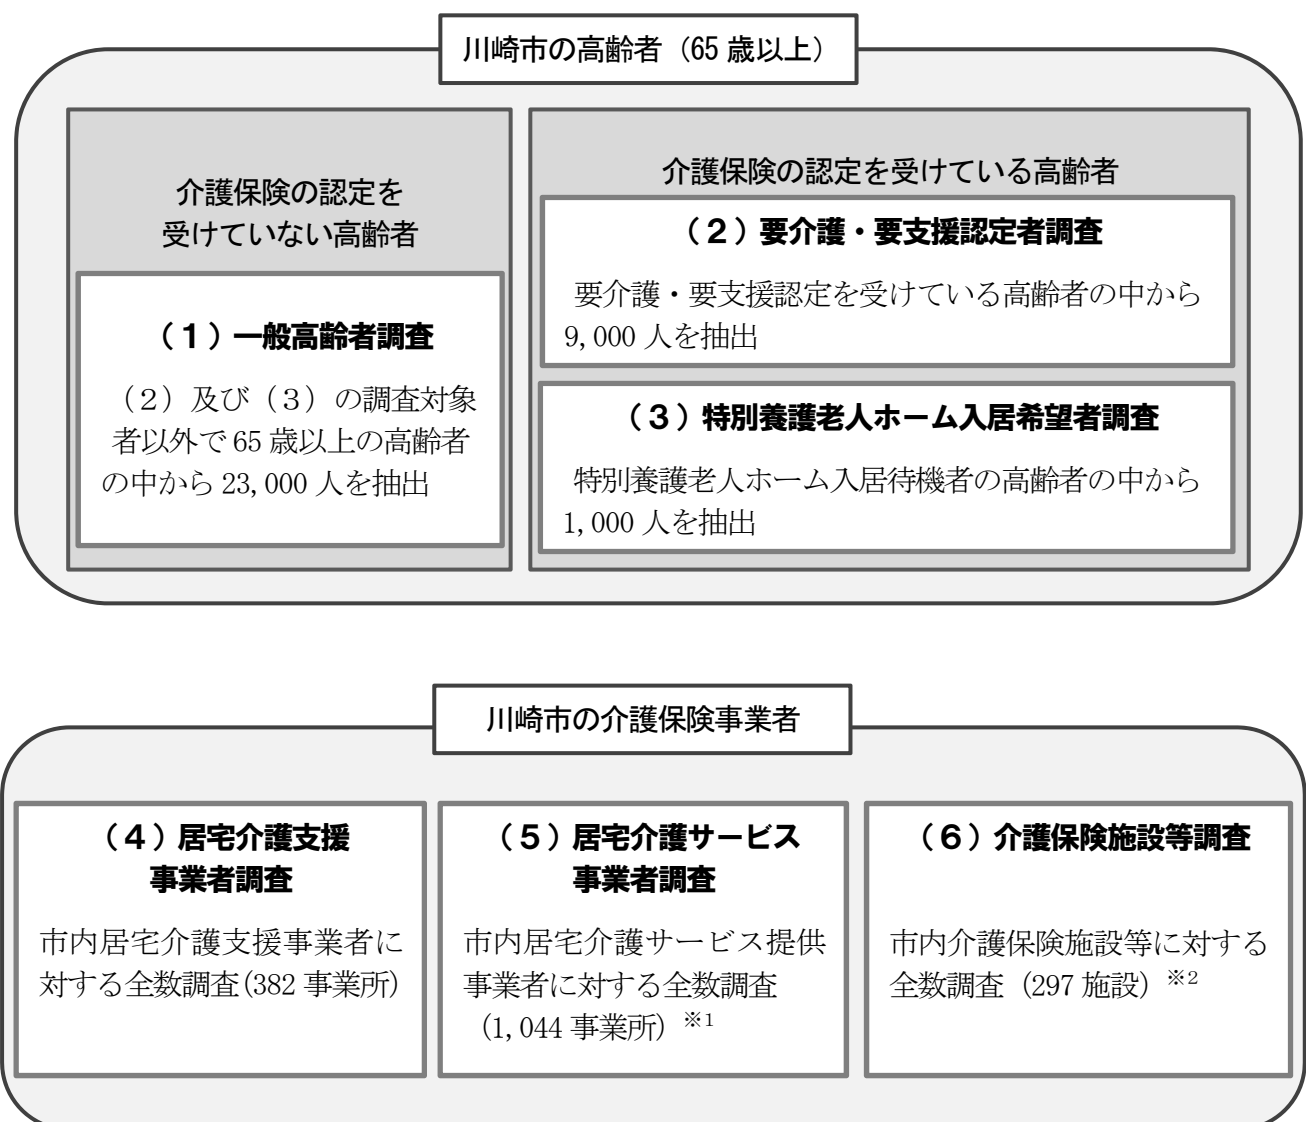 川崎市の高齢者（65 歳以上）
介護保険の認定を
受けていない高齢者
（１）一般高齢者調査
（２）及び（３）の調査対象
者以外で 65 歳以上の高齢者
の中から 23,000 人を抽出
介護保険の認定を受けている高齢者
（２）要介護・要支援認定者調査
要介護・要支援認定を受けている高齢者の中から
9,000 人を抽出
（３）特別養護老人ホーム入居希望者調査
特別養護老人ホーム入居待機者の高齢者の中から
1,000 人を抽出
川崎市の介護保険事業者
（４）居宅介護支援
事業者調査
市内居宅介護支援事業者に
対する全数調査(382 事業所)
（５）居宅介護サービス
事業者調査
市内居宅介護サービス提供
事業者に対する全数調査
（1,044 事業所）※1
（６）介護保険施設等調査
市内介護保険施設等に対する
全数調査（297 施設）※2